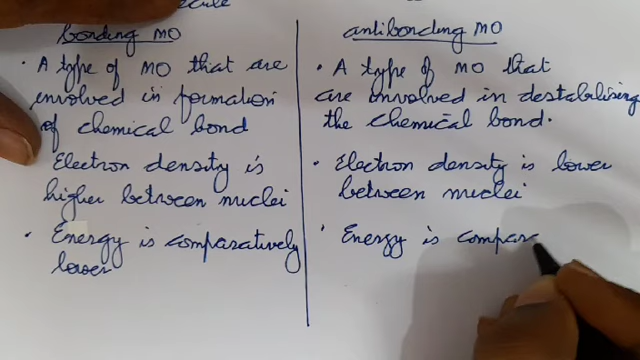 bonding MO
· A type of MO that are
involved in formation
of chemical bond
Electron density is
higher between nuclei
· Energy is comparatively
lower
antibonding MO
· A type of MO that
are involved in destabilising
the chemical bond.
· Electron density is lower
between nuclei
· Energy is compar